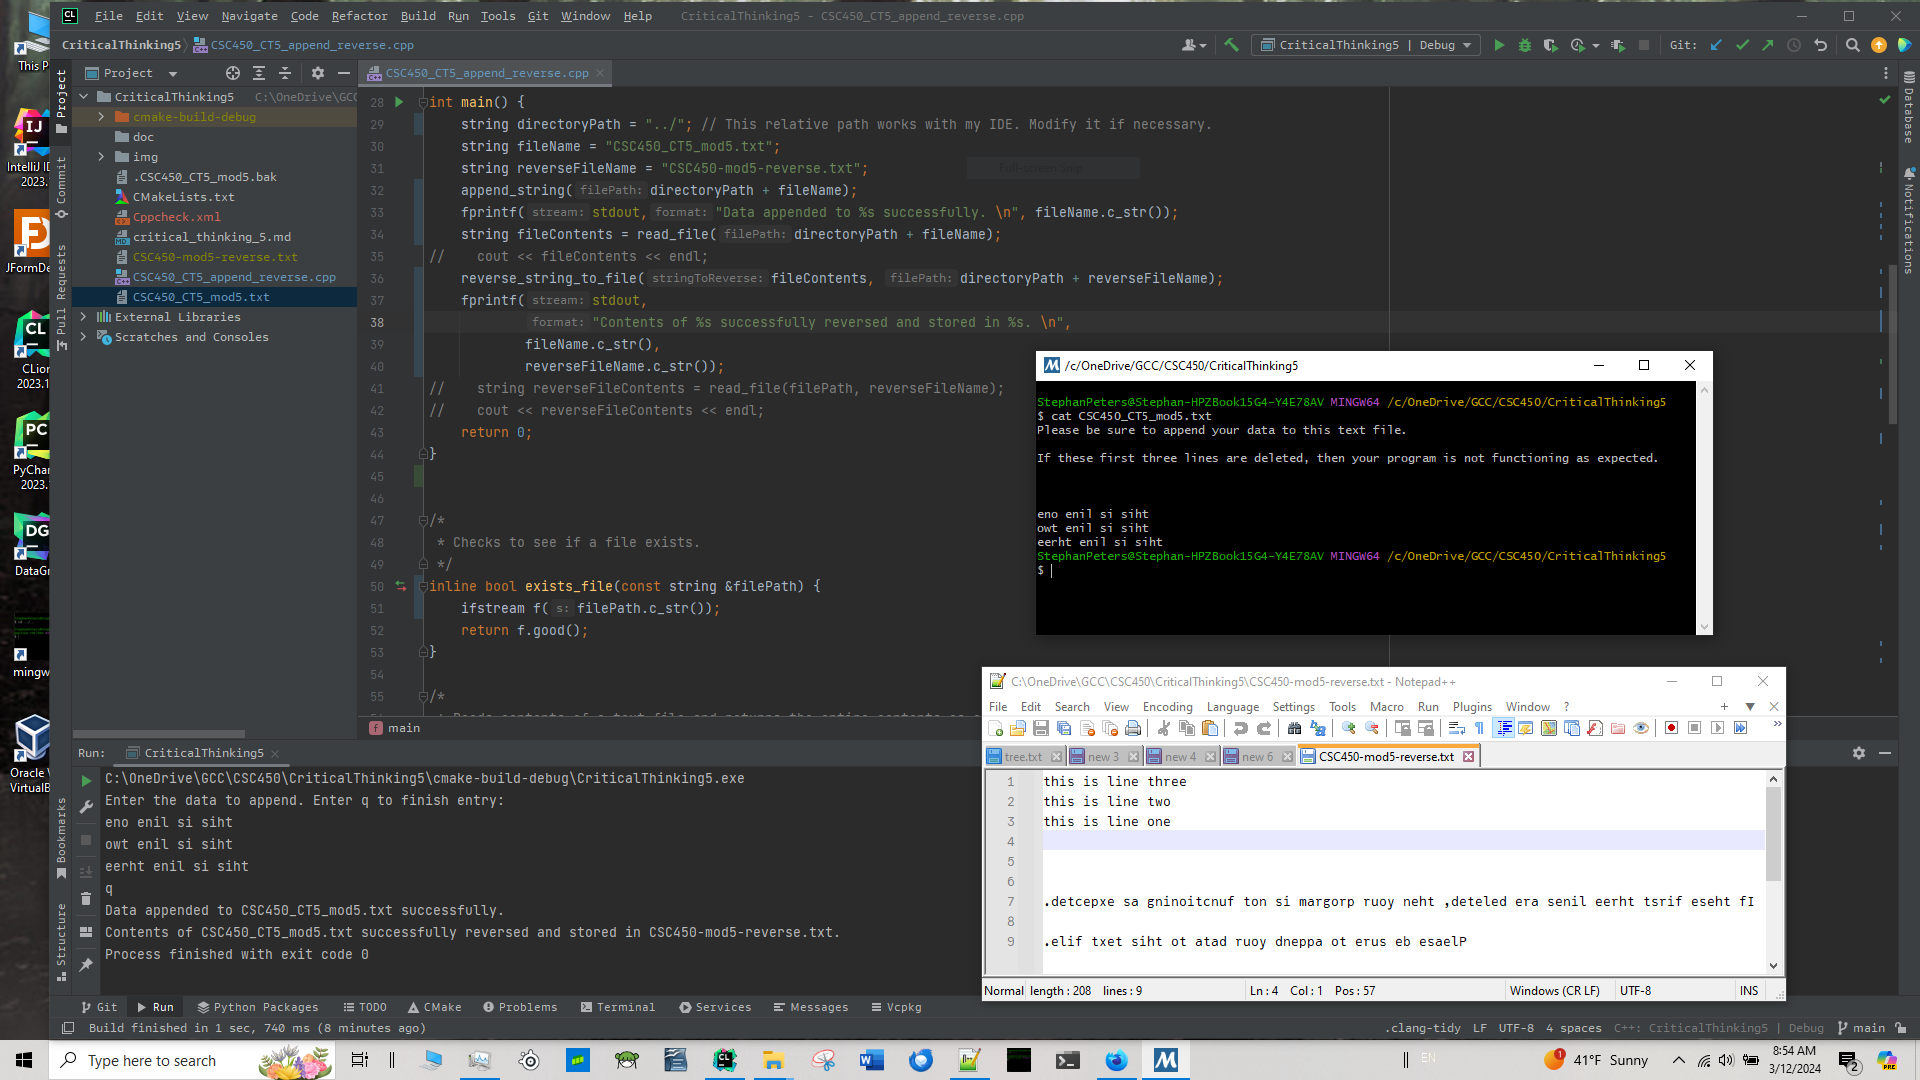 File Edit View Navigate Code Refactor Build Run Tools Git Window Help CriticalThinking5 - CSC450_CT5_append_reverse.cpp
CriticalThinking5 CSC450_CT5_append_reverse.cpp
CriticalThinking5 | Debug
Git:
Project
CSC450_CT5_append_reverse.cpp
CriticalThinking5 C:\OneDrive\GCC
cmake-build-debug
doc
img
.CSC450_CT5_mod5.bak
CMakeLists.txt
Cppcheck.xml
critical_thinking_5.md
CSC450-mod5-reverse.txt
CSC450_CT5_append_reverse.cpp
CSC450_CT5_mod5.txt
External Libraries
Scratches and Consoles
28 int main() {
29 string directoryPath = "../"; // This relative path works with my IDE. Modify it if necessary.
30 string fileName = "CSC450_CT5_mod5.txt";
31 string reverseFileName = "CSC450-mod5-reverse.txt";
32 append_string( filePath: directoryPath + fileName);
33 fprintf( stream: stdout, format: "Data appended to %s successfully. \n", fileName.c_str());
34 string fileContents = read_file( filePath: directoryPath + fileName);
35 // cout << fileContents << endl;
36 reverse_string_to_file( stringToReverse: fileContents, filePath: directoryPath + reverseFileName);
37 fprintf( stream: stdout,
38 format: "Contents of %s successfully reversed and stored in %s. \n",
39 fileName.c_str(),
40 reverseFileName.c_str());
41 // string reverseFileContents = read_file(filePath, reverseFileName);
42 // cout << reverseFileContents << endl;
43 return 0;
44 }
45
46
47 /*
48 * Checks to see if a file exists.
49 */
50 inline bool exists_file(const string &filePath) {
51 ifstream f( s: filePath.c_str());
52 return f.good();
53 }
54
55 /*
main
Project
Commit
Pull Requests
Bookmarks
Structure
Database
Notifications
This P
IntelliJ ID
2023.
JFormDe
CLion
2023.1
PyChar
2023.
DataGr
mingw
Oracle V
VirtualB
/c/OneDrive/GCC/CSC450/CriticalThinking5
StephanPeters@Stephan-HPZBook15G4-Y4E78AV MINGW64 /c/OneDrive/GCC/CSC450/CriticalThinking5
$ cat CSC450_CT5_mod5.txt
Please be sure to append your data to this text file.
If these first three lines are deleted, then your program is not functioning as expected.
eno enil si siht
owt enil si siht
eerht enil si siht
StephanPeters@Stephan-HPZBook15G4-Y4E78AV MINGW64 /c/OneDrive/GCC/CSC450/CriticalThinking5
$
C:\OneDrive\GCC\CSC450\CriticalThinking5\CSC450-mod5-reverse.txt - Notepad++
File Edit Search View Encoding Language Settings Tools Macro Run Plugins Window ?
tree.txt new 3 new 4 new 6 CSC450-mod5-reverse.txt
1 this is line three
2 this is line two
3 this is line one
4
5
6
7 .detcepxe sa gninoitcnuf ton si margorp ruoy neht ,deteled era senil eerht tsrif eseht fI
8
9 .elif txet siht ot atad ruoy dneppa ot erus eb esaelP
Normal length : 208 lines : 9 Ln : 4 Col : 1 Pos : 57 Windows (CR LF) UTF-8 INS
Run: CriticalThinking5
C:\OneDrive\GCC\CSC450\CriticalThinking5\cmake-build-debug\CriticalThinking5.exe
Enter the data to append. Enter q to finish entry:
eno enil si siht
owt enil si siht
eerht enil si siht
q
Data appended to CSC450_CT5_mod5.txt successfully.
Contents of CSC450_CT5_mod5.txt successfully reversed and stored in CSC450-mod5-reverse.txt.
Process finished with exit code 0
Git Run Python Packages TODO CMake Problems Terminal Services Messages Vcpkg
Build finished in 1 sec, 740 ms (8 minutes ago)
.clang-tidy LF UTF-8 4 spaces C++: CriticalThinking5 | Debug main
Type here to search
EN
1
41°F Sunny
8:54 AM
3/12/2024
2